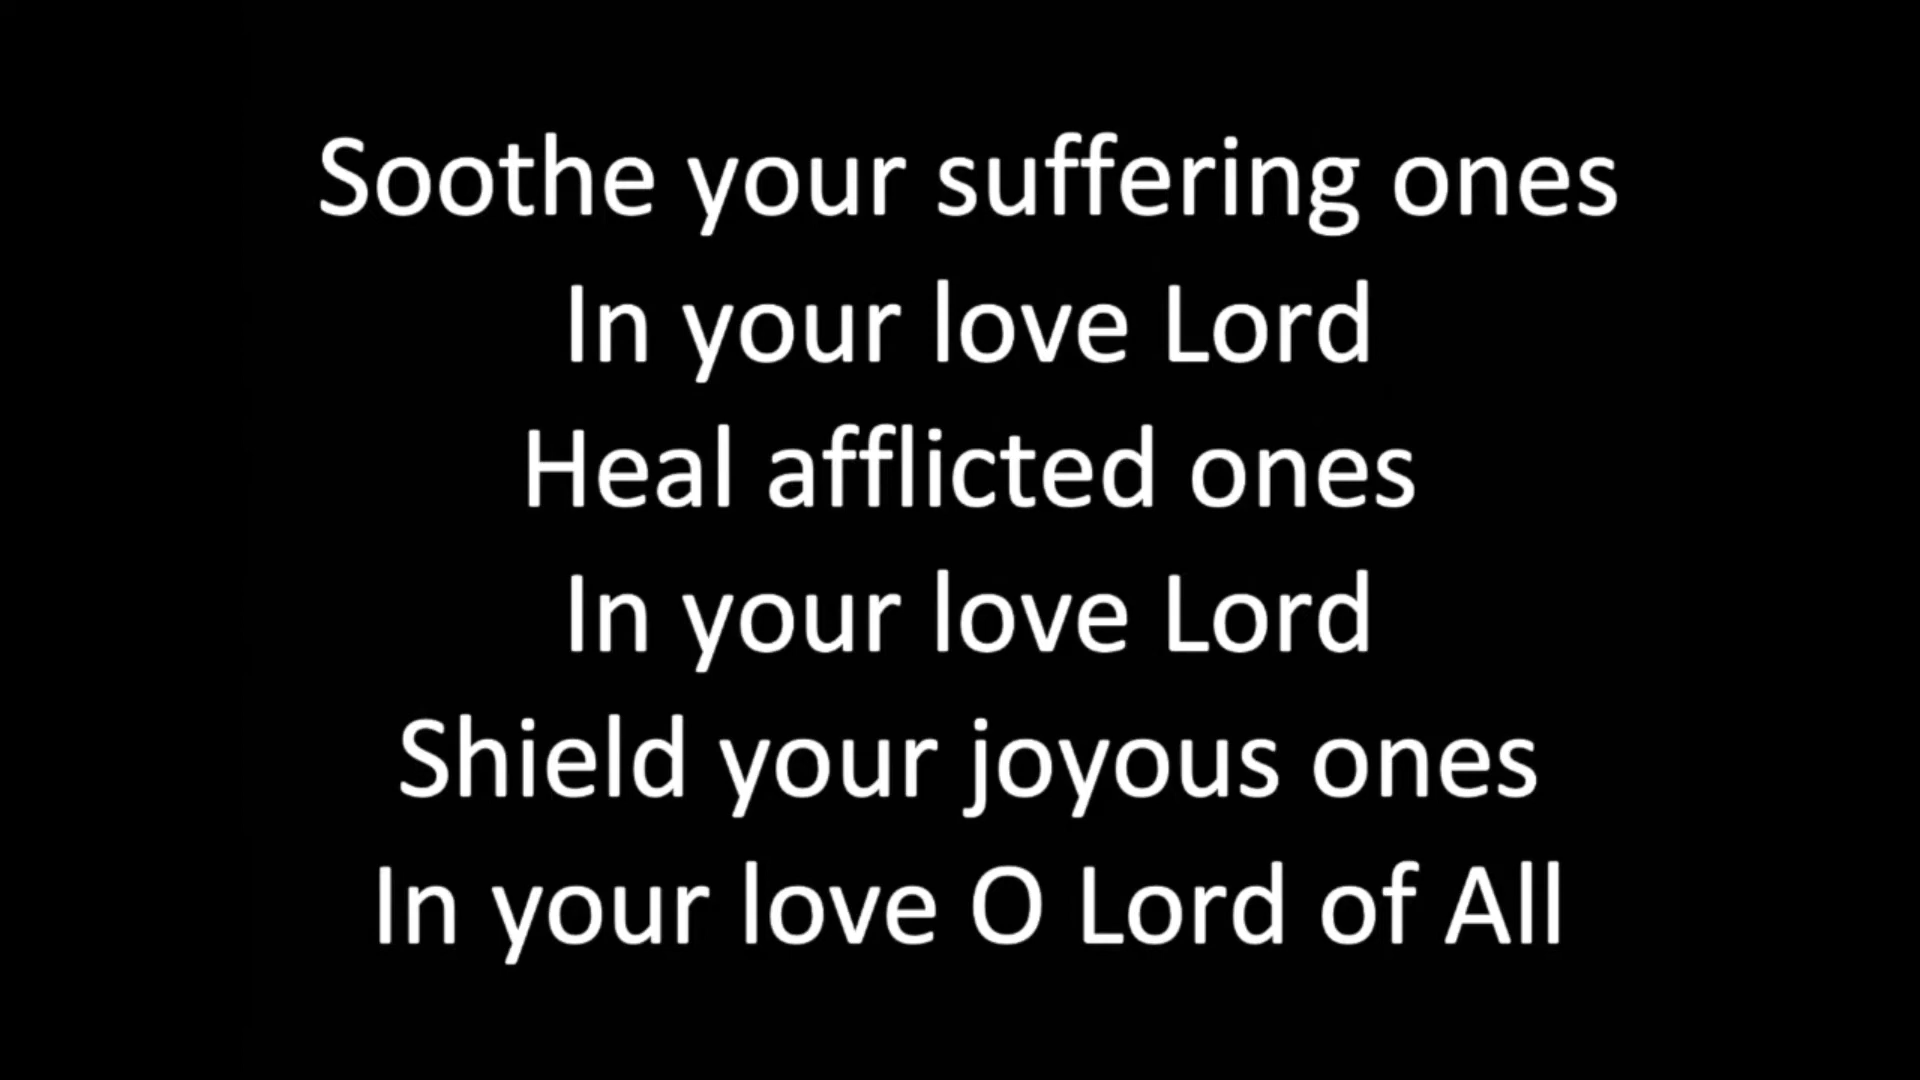 Soothe your suffering ones
In your love Lord
Heal afflicted ones
In your love Lord
Shield your joyous ones
In your love O Lord of All